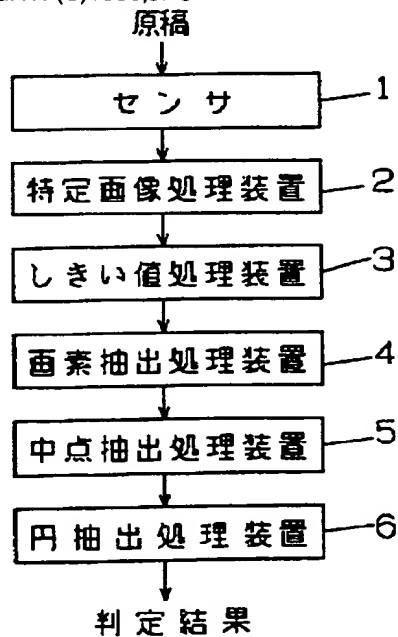 原稿
センサ 1
特定画像処理装置 2
しきい値処理装置 3
画素抽出処理装置 4
中点抽出処理装置 5
円抽出処理装置 6
判定結果